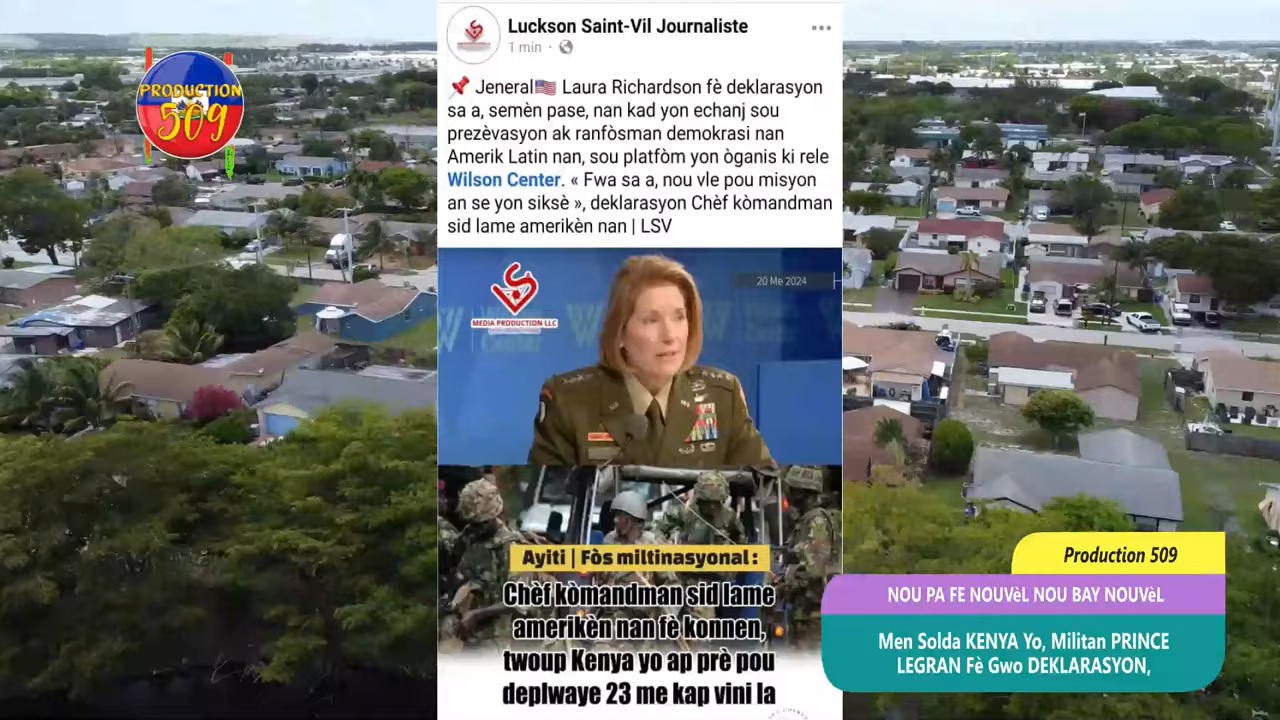 PRODUCTION
509
Luckson Saint-Vil Journaliste
1 min
📌 Jeneral🇺🇸 Laura Richardson fè deklarasyon
sa a, semèn pase, nan kad yon echanj sou
prezèvasyon ak ranfòsman demokrasi nan
Amerik Latin nan, sou platfòm yon òganis ki rele
Wilson Center. « Fwa sa a, nou vle pou misyon
an se yon siksè », deklarasyon Chèf kòmandman
sid lame amerikèn nan | LSV
20 Me 2024
MEDIA PRODUCTION LLC
Ayiti | Fòs miltinasyonal :
Chèf kòmandman sid lame
amerikèn nan fè konnen,
twoup Kenya yo ap prè pou
deplwaye 23 me kap vini la
Production 509
NOU PA FE NOUVèL NOU BAY NOUVèL
Men Solda KENYA Yo, Militan PRINCE
LEGRAN Fè Gwo DEKLARASYON,